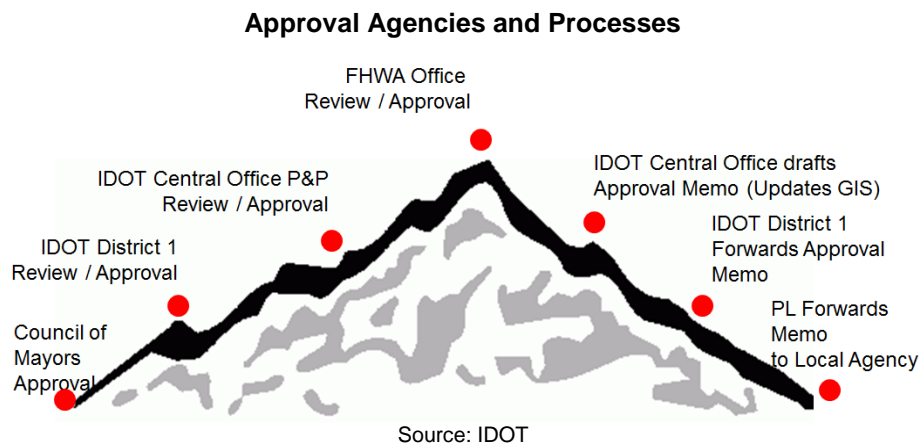 Approval Agencies and Processes
FHWA Office
Review / Approval
IDOT Central Office P&P
Review / Approval
IDOT District 1
Review / Approval
Council of
Mayors
Approval
IDOT Central Office drafts
Approval Memo (Updates GIS)
IDOT District 1
Forwards Approval
Memo
PL Forwards
Memo
to Local Agency
Source: IDOT